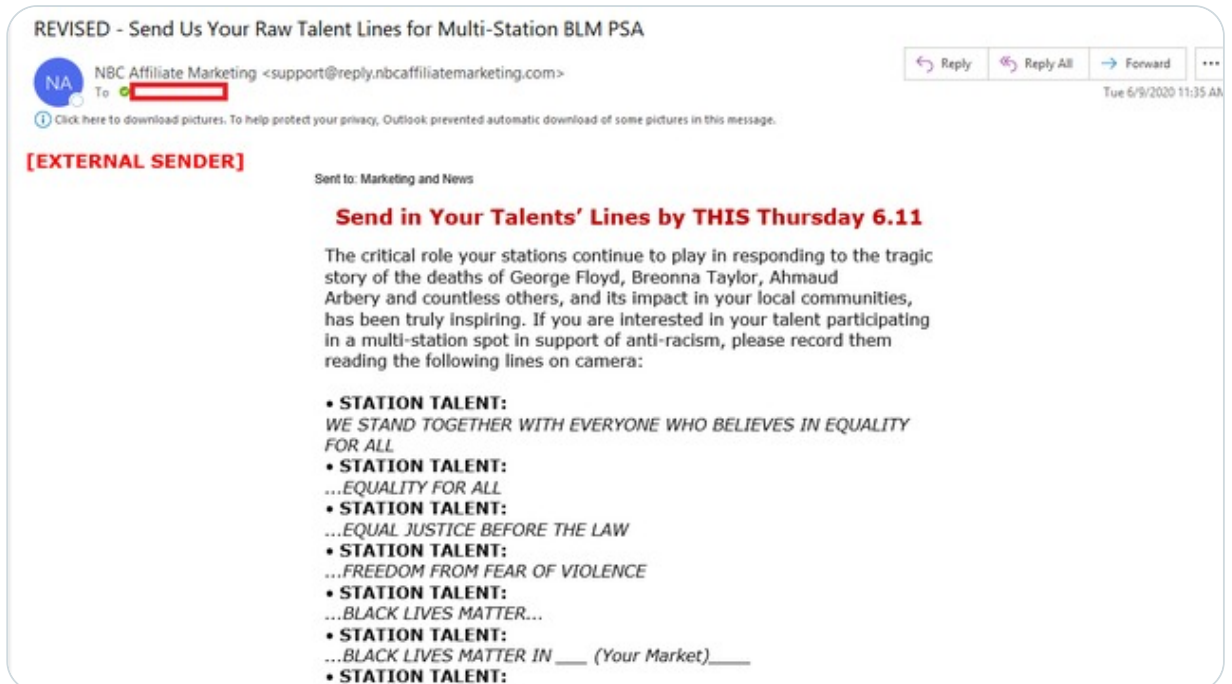 REVISED - Send Us Your Raw Talent Lines for Multi-Station BLM PSA
NA
NBC Affiliate Marketing <support@reply.nbcaffiliatemarketing.com>
To
Reply
Reply All
Forward
...
Tue 6/9/2020 11:35 AM
Click here to download pictures. To help protect your privacy, Outlook prevented automatic download of some pictures in this message.
[EXTERNAL SENDER]
Sent to: Marketing and News
Send in Your Talents' Lines by THIS Thursday 6.11
The critical role your stations continue to play in responding to the tragic
story of the deaths of George Floyd, Breonna Taylor, Ahmaud
Arbery and countless others, and its impact in your local communities,
has been truly inspiring. If you are interested in your talent participating
in a multi-station spot in support of anti-racism, please record them
reading the following lines on camera:
• STATION TALENT:
WE STAND TOGETHER WITH EVERYONE WHO BELIEVES IN EQUALITY
FOR ALL
• STATION TALENT:
...EQUALITY FOR ALL
• STATION TALENT:
...EQUAL JUSTICE BEFORE THE LAW
• STATION TALENT:
...FREEDOM FROM FEAR OF VIOLENCE
• STATION TALENT:
...BLACK LIVES MATTER...
• STATION TALENT:
...BLACK LIVES MATTER IN ___ (Your Market)____
• STATION TALENT: